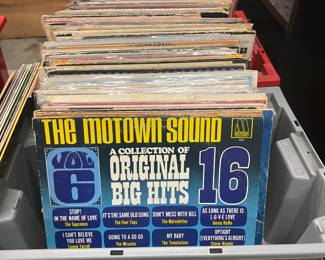 THE MOTOWN SOUND
MOTOWN
A COLLECTION OF
VOL. 6
ORIGINAL
BIG HITS
16
STOP!
IN THE NAME OF LOVE
The Supremes
IT'S THE SAME OLD SONG
The Four Tops
DON'T MESS WITH BILL
The Marvelettes
AS LONG AS THERE IS
L-O-V-E LOVE
Jimmy Ruffin
I CAN'T BELIEVE
YOU LOVE ME
Tammi Terrell
GOING TO A GO GO
The Miracles
MY BABY
The Temptations
UPTIGHT
(EVERYTHING'S ALRIGHT)
Stevie Wonder